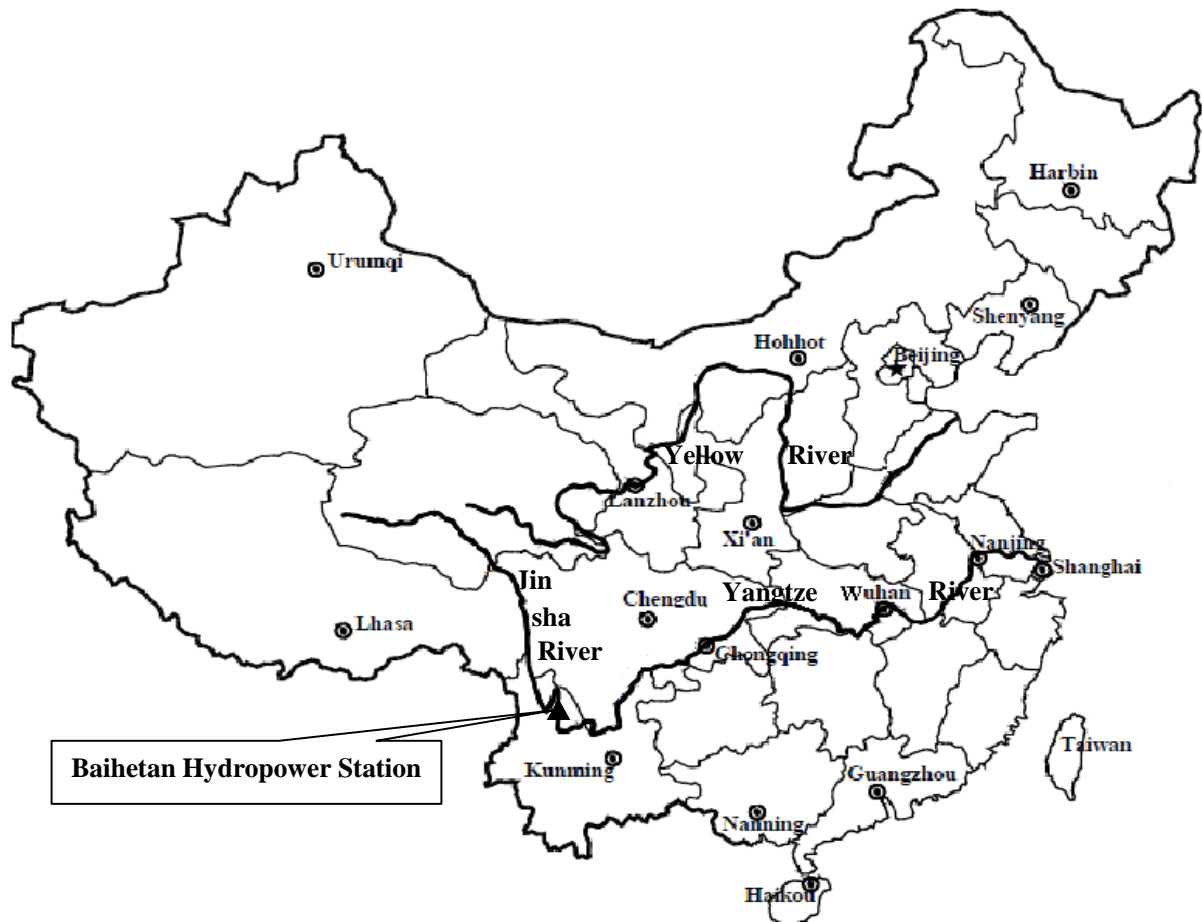 Harbin
Urumqi
Shenyang
Hohhot
Beijing
Yellow River
Lanzhou
Xi'an
Nanjing
Shanghai
Jin
sha
River
Chengdu
Yangtze
Wuhan
River
Lhasa
Chongqing
Baihetan Hydropower Station
Kunming
Taiwan
Guangzhou
Nanning
Haikou